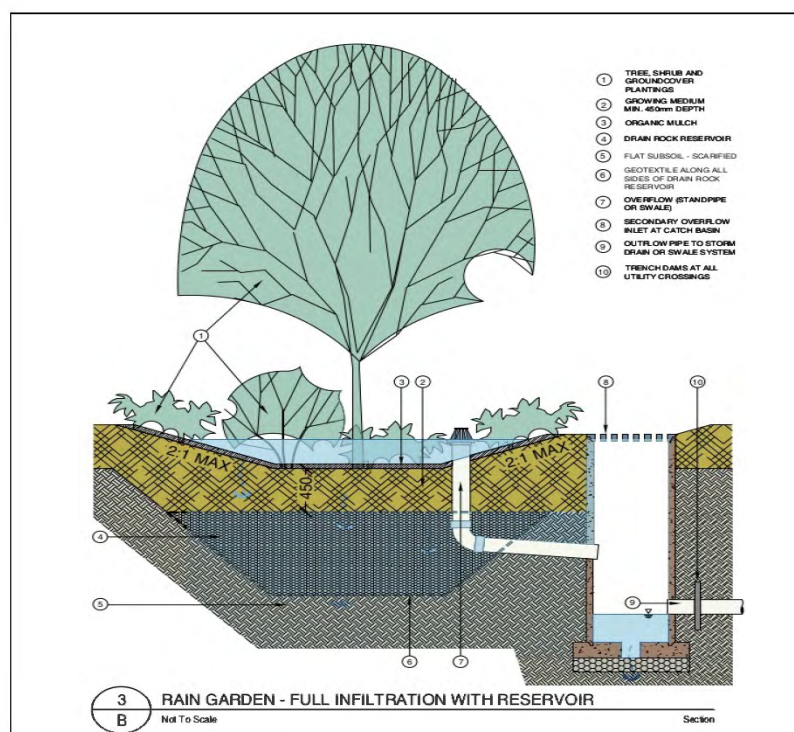 1 TREE, SHRUB AND
GROUNDCOVER
PLANTINGS
2 GROWING MEDIUM
MIN. 450mm DEPTH
3 ORGANIC MULCH
4 DRAIN ROCK RESERVOIR
5 FLAT SUBSOIL - SCARIFIED
6 GEOTEXTILE ALONG ALL
SIDES OF DRAIN ROCK
RESERVOIR
7 OVERFLOW (STANDPIPE
OR SWALE)
8 SECONDARY OVERFLOW
INLET AT CATCH BASIN
9 OUTFLOW PIPE TO STORM
DRAIN OR SWALE SYSTEM
10 TRENCH DAMS AT ALL
UTILITY CROSSINGS
1
3 2 8 10
2:1 MAX 2:1 MAX
450
4
5 9
6 7
3 RAIN GARDEN - FULL INFILTRATION WITH RESERVOIR
B Not To Scale Section